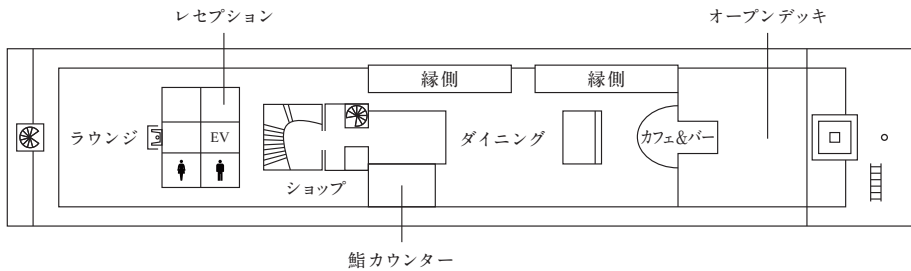 レセプション
オープンデッキ
縁側
縁側
ラウンジ
EV
ダイニング
カフェ&バー
ショップ
鮨カウンター